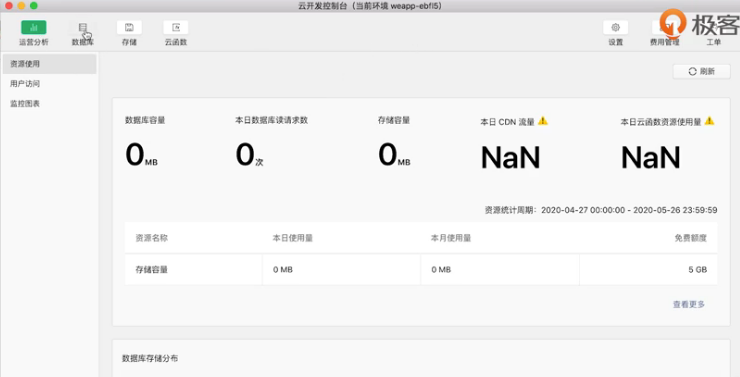 云开发控制台（当前环境 weapp-ebfl5）
极客
运营分析 数据库 存储 云函数 设置 费用管理 工单
资源使用
用户访问
监控图表
刷新
数据库容量 本日数据库读请求数 存储容量 本日 CDN 流量 本日云函数资源使用量
0 MB 0 次 0 MB NaN NaN
资源统计周期：2020-04-27 00:00:00 - 2020-05-26 23:59:59
资源名称 本日使用量 本月使用量 免费额度
存储容量 0 MB 0 MB 5 GB
查看更多
数据库存储分布